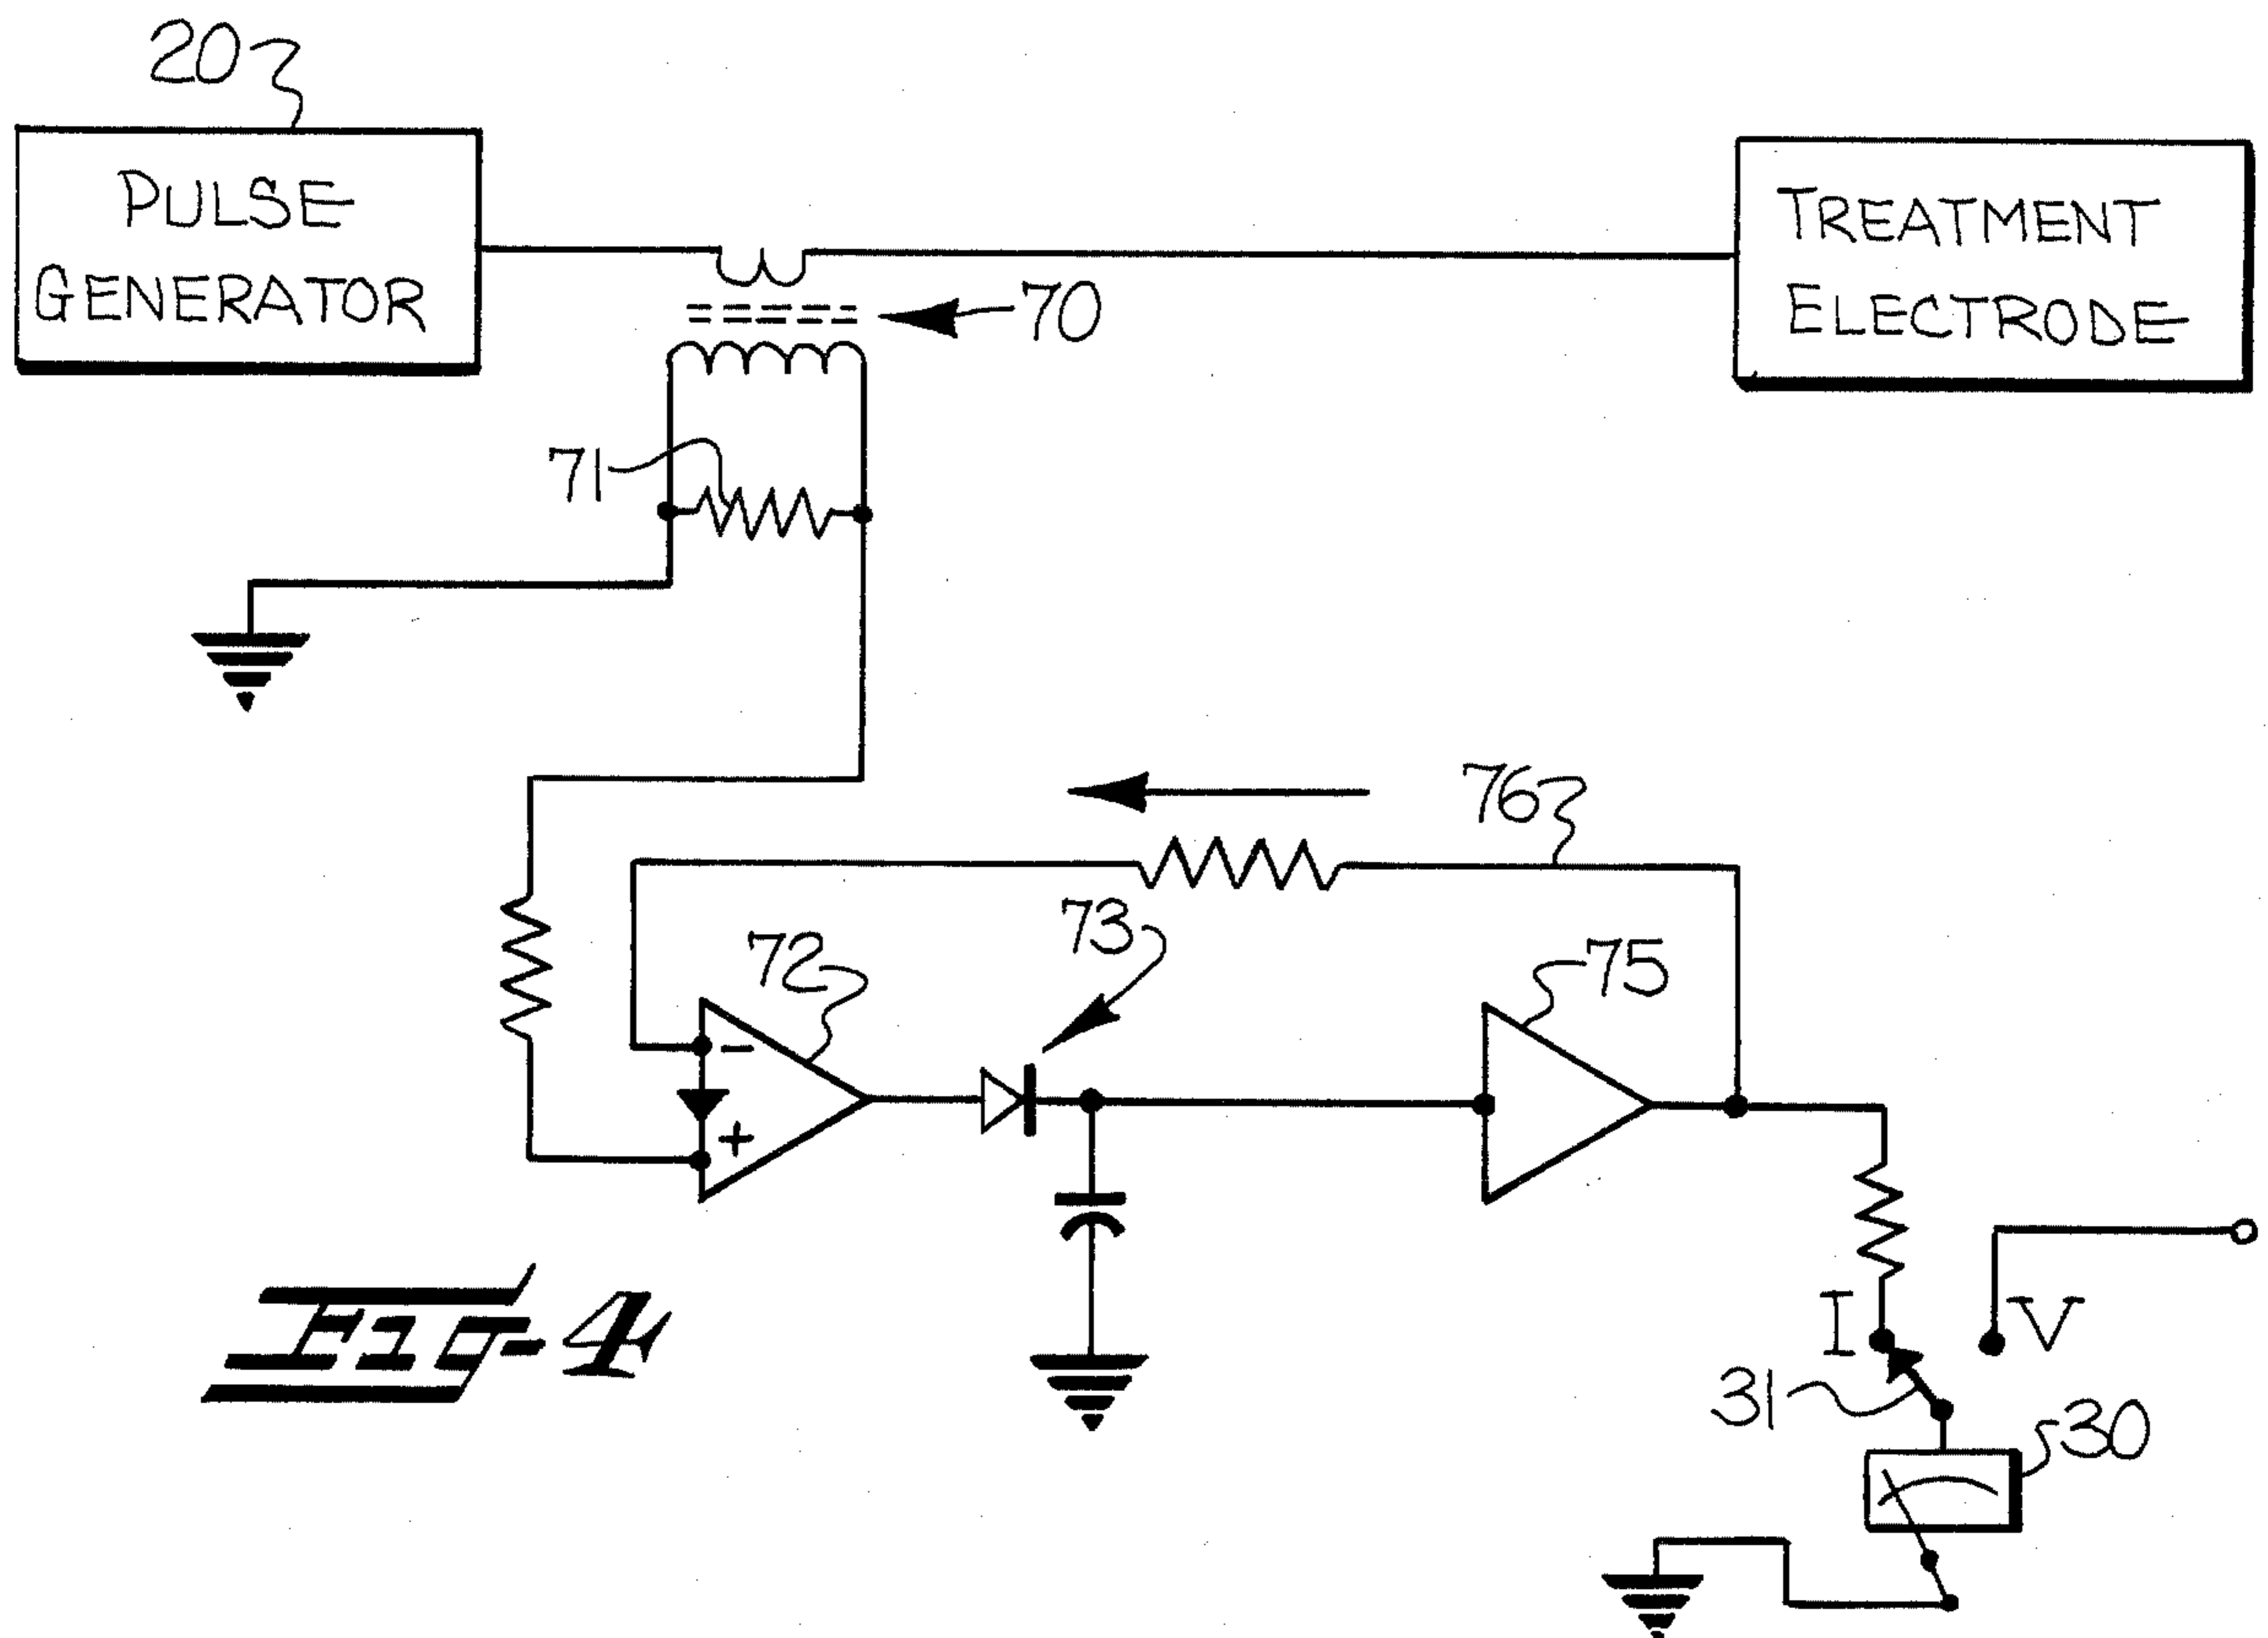 20
PULSE
GENERATOR
TREATMENT
ELECTRODE
70
71
76
73
72
75
-
+
I
V
31
30
FIG-4